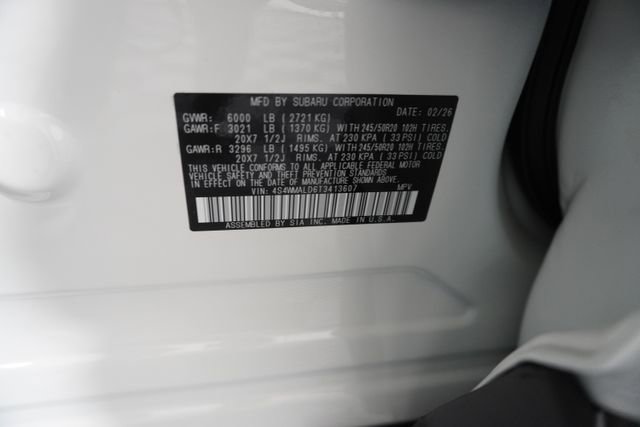 MFD BY SUBARU CORPORATION
DATE: 02/26
GVWR: 6000 LB (2721 KG)
GAWR:F 3021 LB (1370 KG) WITH 245/50R20 102H TIRES.
20X7 1/2J RIMS. AT 230 KPA (33 PSI) COLD
GAWR:R 3296 LB (1495 KG) WITH 245/50R20 102H TIRES.
20X7 1/2J RIMS. AT 230 KPA (33 PSI) COLD
THIS VEHICLE CONFORMS TO ALL APPLICABLE FEDERAL MOTOR
VEHICLE SAFETY AND THEFT PREVENTION STANDARDS
IN EFFECT ON THE DATE OF MANUFACTURE SHOWN ABOVE.
VIN: 4S4WMALD6T3413607 MPV
ASSEMBLED BY SIA INC. MADE IN U.S.A.